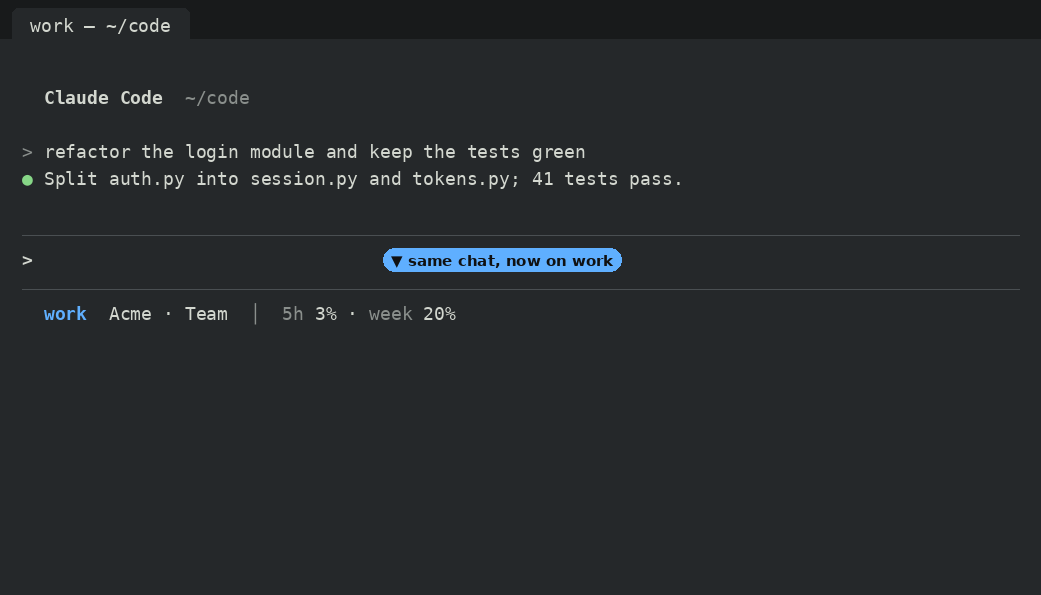 work — ~/code
Claude Code ~/code
> refactor the login module and keep the tests green
● Split auth.py into session.py and tokens.py; 41 tests pass.
> ▼ same chat, now on work
work Acme · Team │ 5h 3% · week 20%